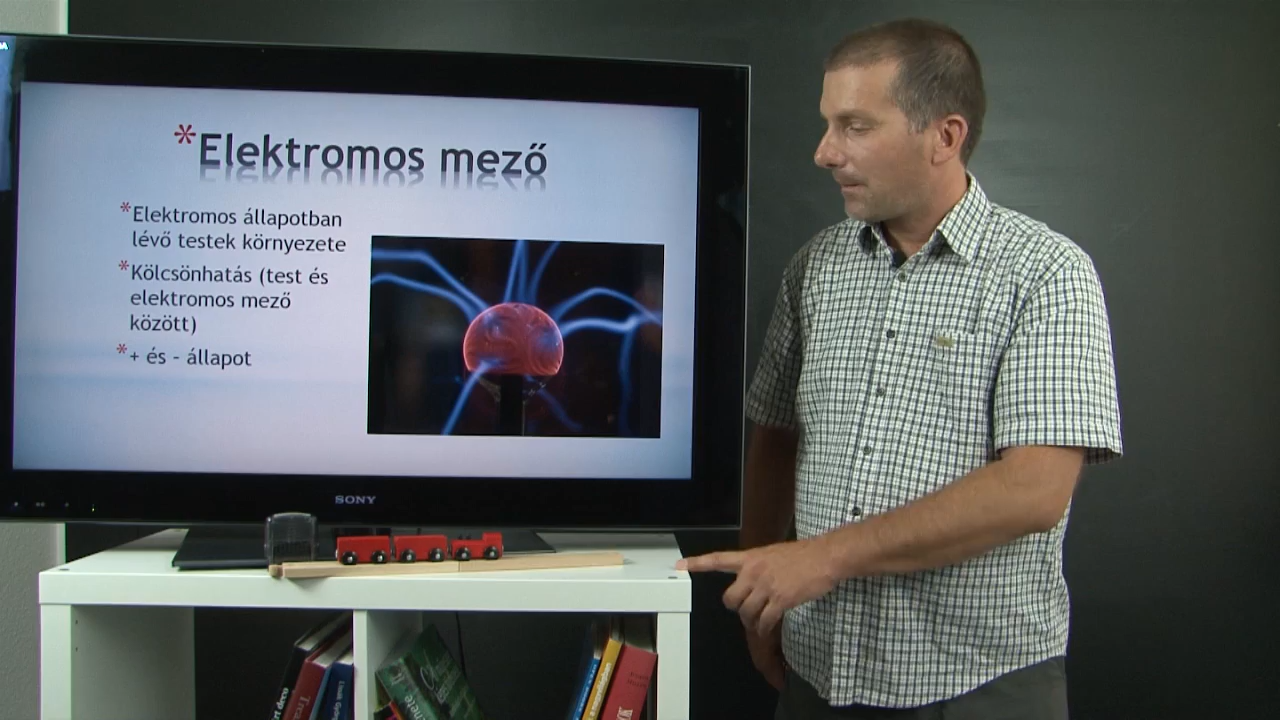 *Elektromos mező
*Elektromos állapotban
lévő testek környezete
*Kölcsönhatás (test és
elektromos mező
között)
*+ és - állapot
SONY